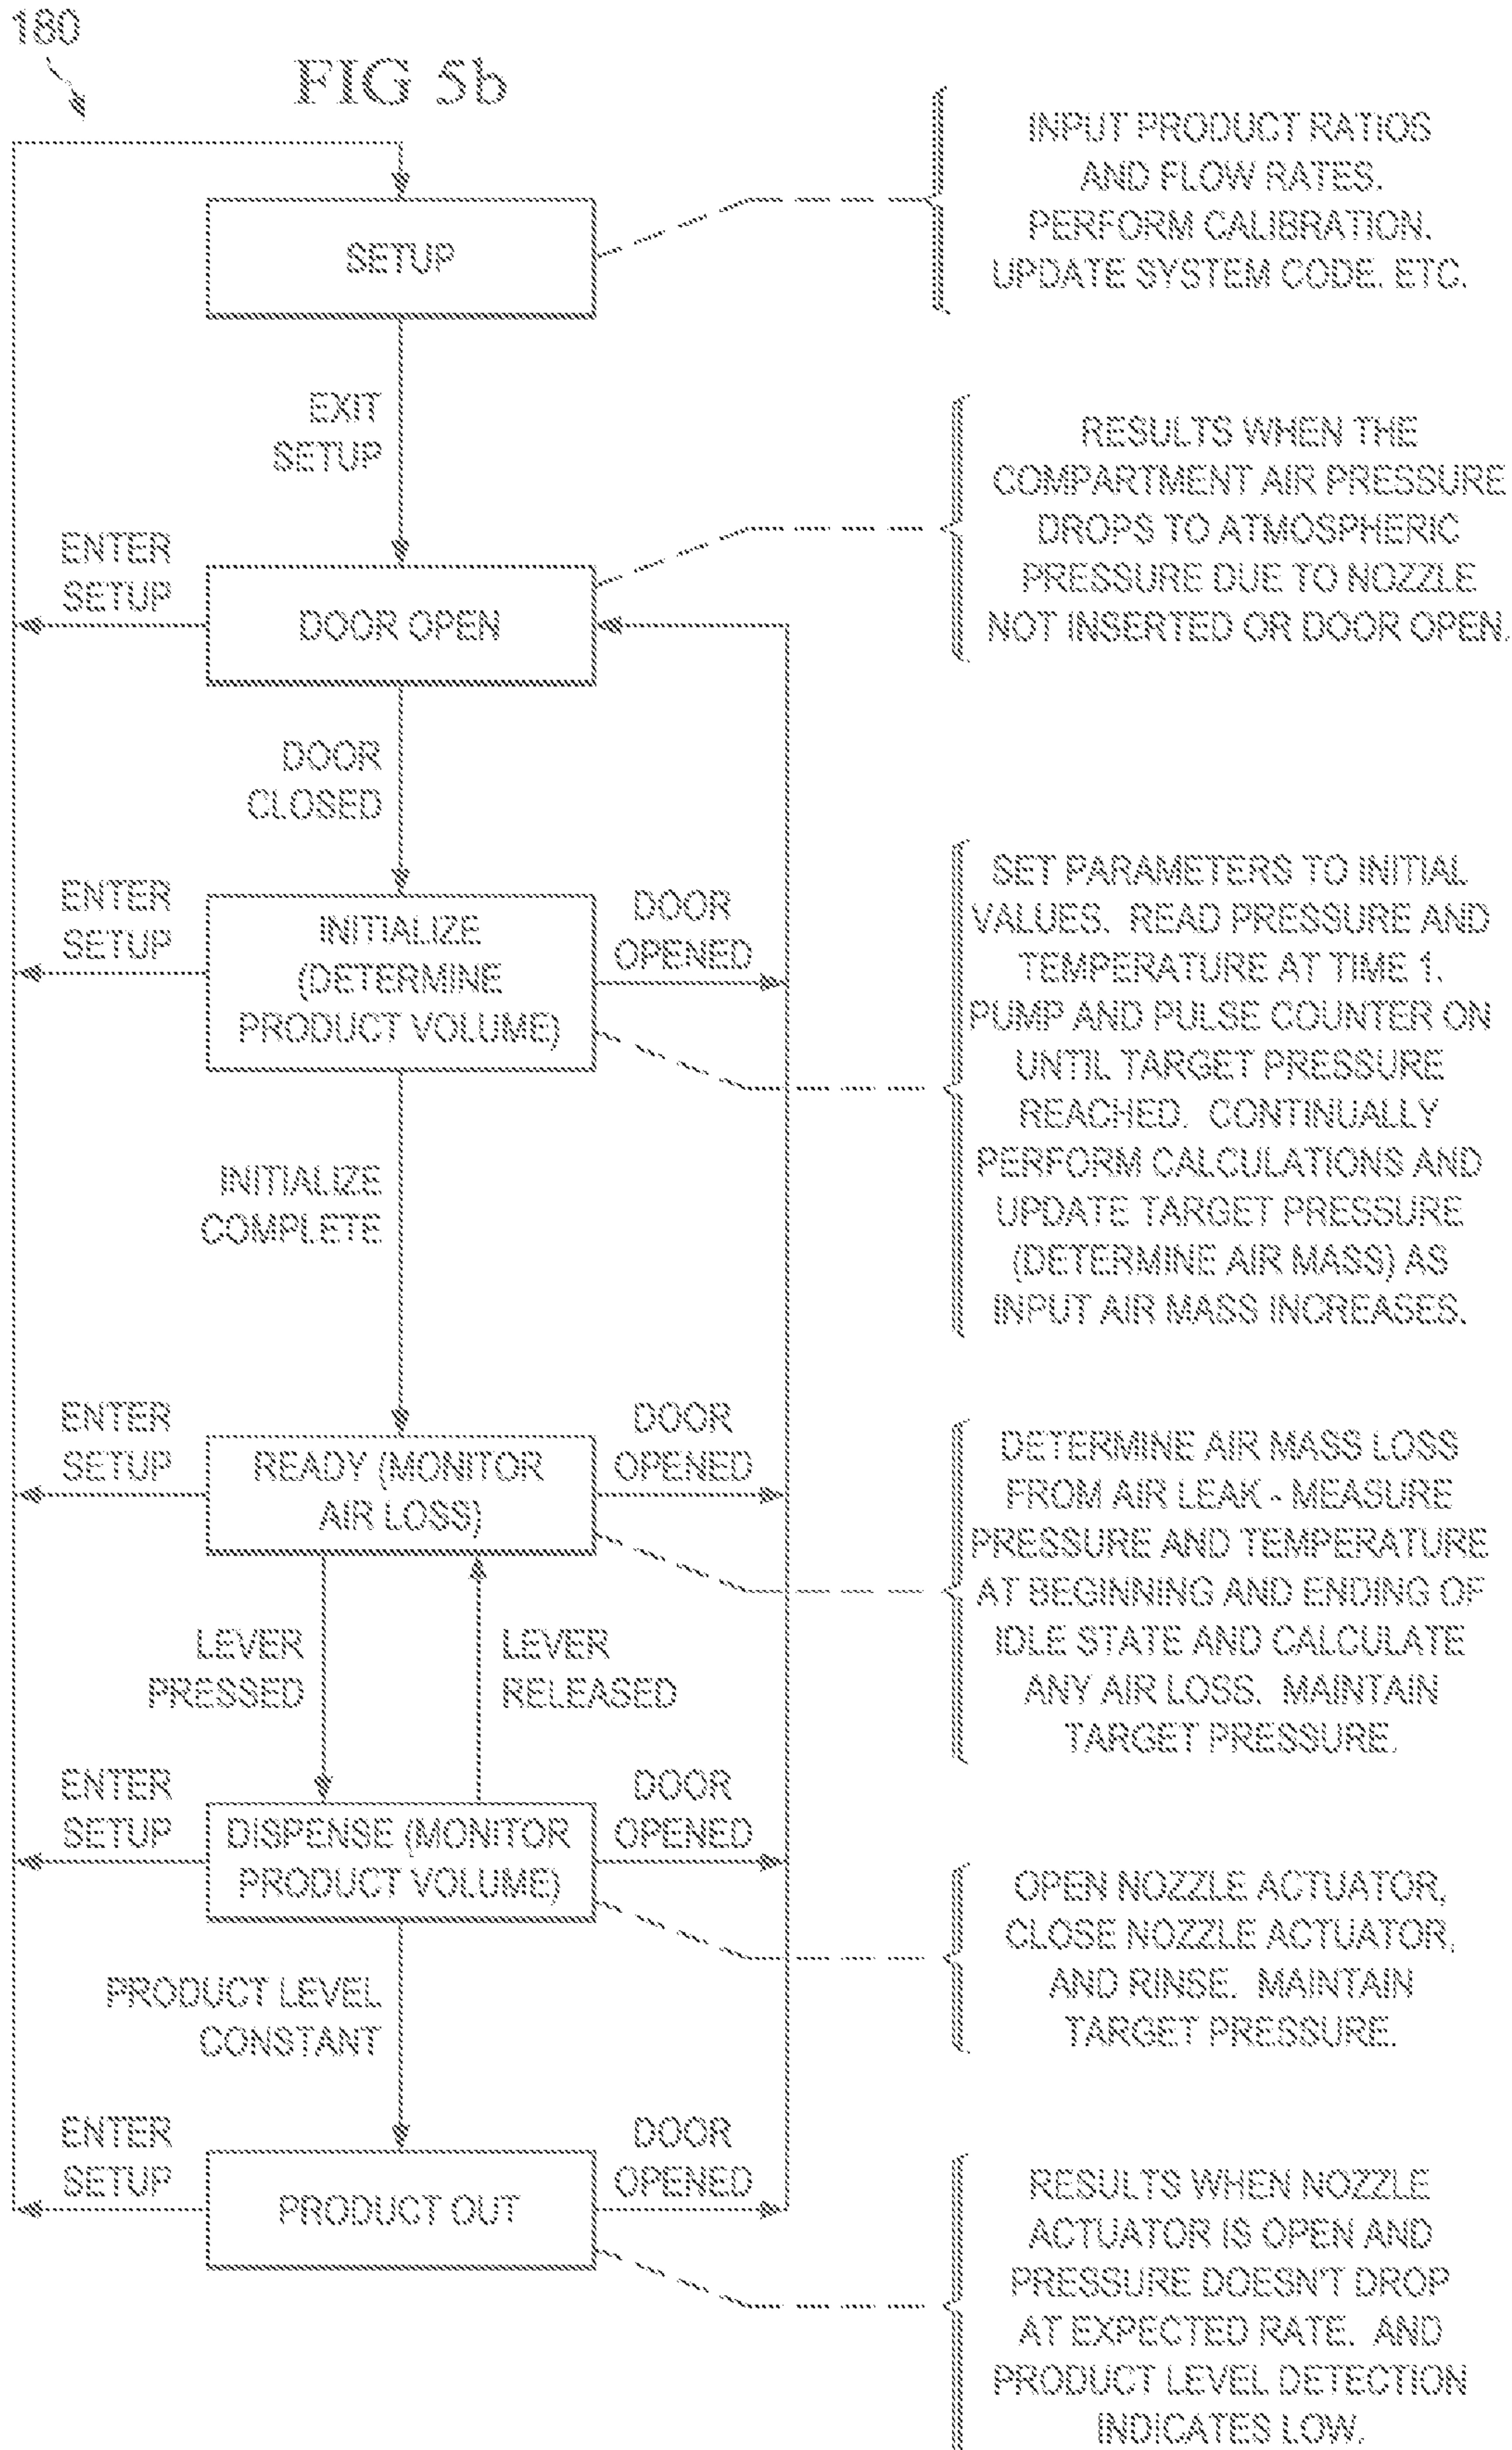 180
FIG 5b
SETUP
INPUT PRODUCT RATIOS
AND FLOW RATES.
PERFORM CALIBRATION.
UPDATE SYSTEM CODE. ETC.
EXIT
SETUP
ENTER
SETUP
DOOR OPEN
RESULTS WHEN THE
COMPARTMENT AIR PRESSURE
DROPS TO ATMOSPHERIC
PRESSURE DUE TO NOZZLE
NOT INSERTED OR DOOR OPEN.
DOOR
CLOSED
ENTER
SETUP
INITIALIZE
(DETERMINE
PRODUCT VOLUME)
DOOR
OPENED
SET PARAMETERS TO INITIAL
VALUES. READ PRESSURE AND
TEMPERATURE AT TIME 1.
PUMP AND PULSE COUNTER ON
UNTIL TARGET PRESSURE
REACHED. CONTINUALLY
PERFORM CALCULATIONS AND
UPDATE TARGET PRESSURE
(DETERMINE AIR MASS) AS
INPUT AIR MASS INCREASES.
INITIALIZE
COMPLETE
ENTER
SETUP
READY (MONITOR
AIR LOSS)
DOOR
OPENED
DETERMINE AIR MASS LOSS
FROM AIR LEAK - MEASURE
PRESSURE AND TEMPERATURE
AT BEGINNING AND ENDING OF
IDLE STATE AND CALCULATE
ANY AIR LOSS. MAINTAIN
TARGET PRESSURE.
LEVER
PRESSED
LEVER
RELEASED
ENTER
SETUP
DISPENSE (MONITOR
PRODUCT VOLUME)
DOOR
OPENED
OPEN NOZZLE ACTUATOR,
CLOSE NOZZLE ACTUATOR,
AND RINSE. MAINTAIN
TARGET PRESSURE.
PRODUCT LEVEL
CONSTANT
ENTER
SETUP
PRODUCT OUT
DOOR
OPENED
RESULTS WHEN NOZZLE
ACTUATOR IS OPEN AND
PRESSURE DOESN'T DROP
AT EXPECTED RATE. AND
PRODUCT LEVEL DETECTION
INDICATES LOW.